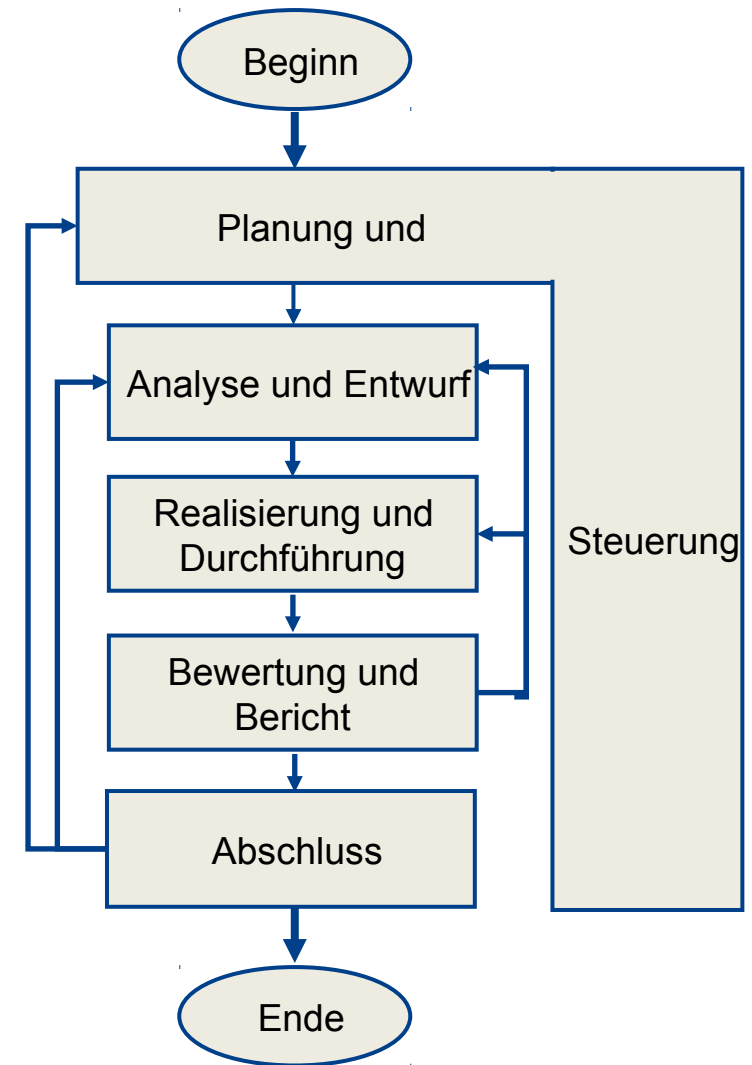 Beginn
Planung und
Analyse und Entwurf
Realisierung und
Durchführung
Steuerung
Bewertung und
Bericht
Abschluss
Ende